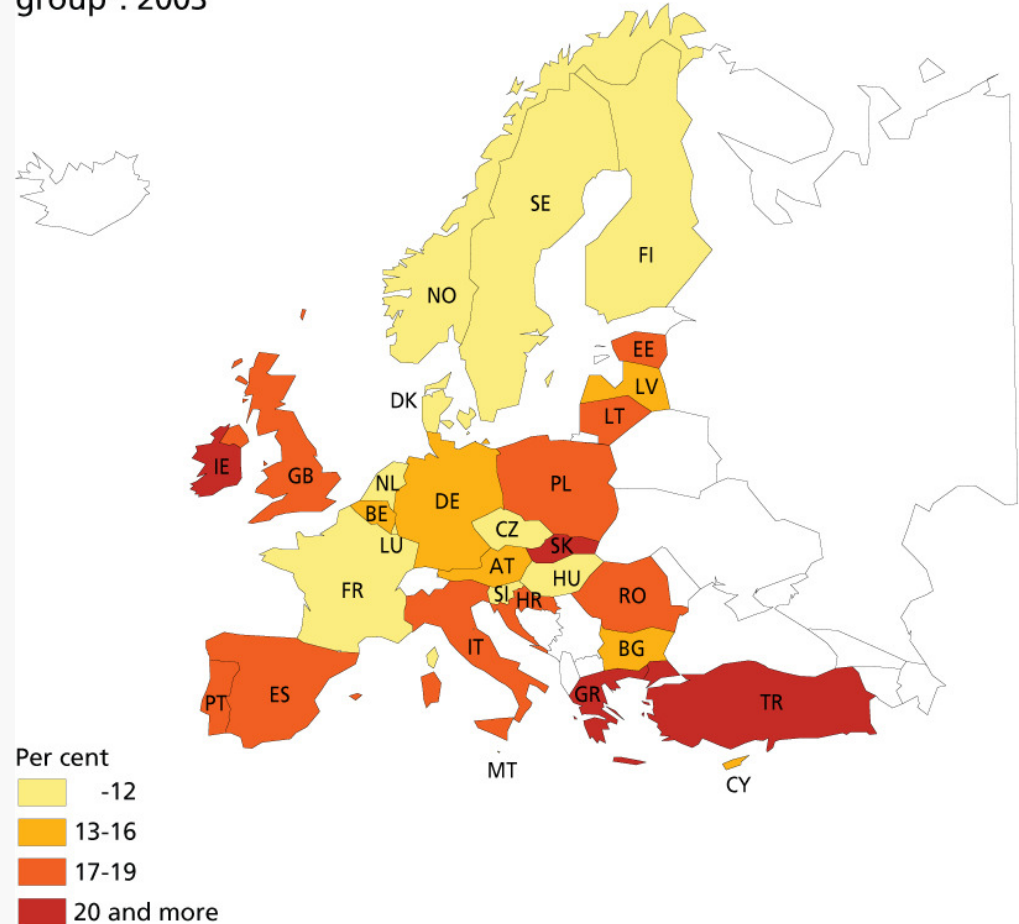 group : 2003
SE
FI
NO
EE
LV
DK
LT
IE
GB
NL
DE
PL
BE
CZ
LU
SK
AT
HU
FR
SI
HR
RO
IT
BG
PT
ES
GR
TR
MT
CY
Per cent
-12
13-16
17-19
20 and more